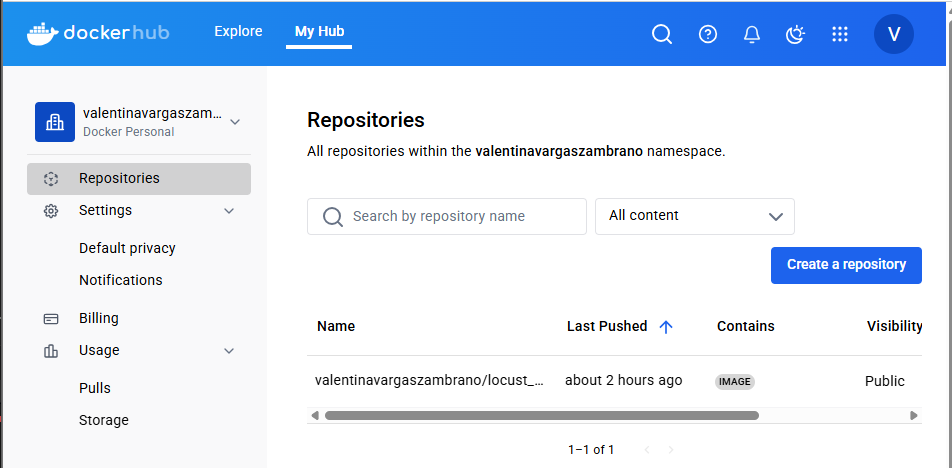 dockerhub
Explore
My Hub
V
valentinavargaszam...
Docker Personal
Repositories
Settings
Default privacy
Notifications
Billing
Usage
Pulls
Storage
Repositories
All repositories within the valentinavargaszambrano namespace.
Search by repository name
All content
Create a repository
Name Last Pushed Contains Visibility
valentinavargaszambrano/locust_... about 2 hours ago IMAGE Public
1–1 of 1